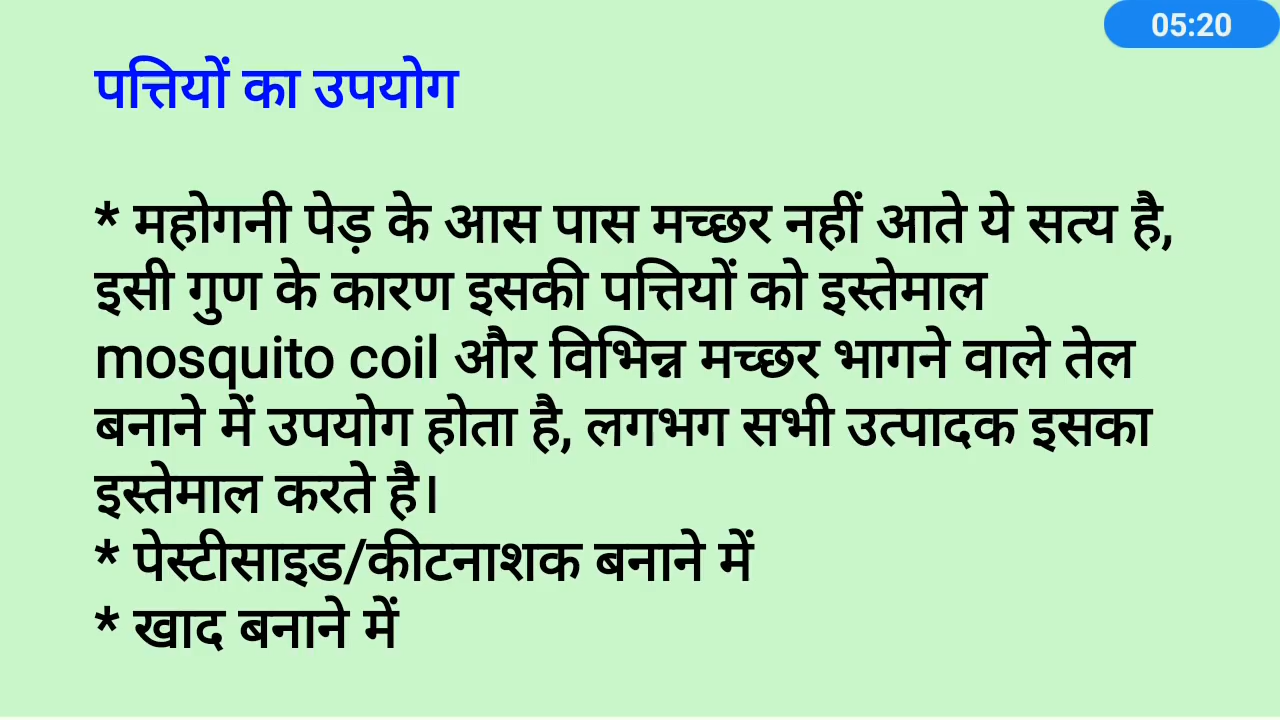 05:20
पत्तियों का उपयोग
* महोगनी पेड़ के आस पास मच्छर नहीं आते ये सत्य है,
इसी गुण के कारण इसकी पत्तियों को इस्तेमाल
mosquito coil और विभिन्न मच्छर भागने वाले तेल
बनाने में उपयोग होता है, लगभग सभी उत्पादक इसका
इस्तेमाल करते है।
* पेस्टीसाइड/कीटनाशक बनाने में
* खाद बनाने में